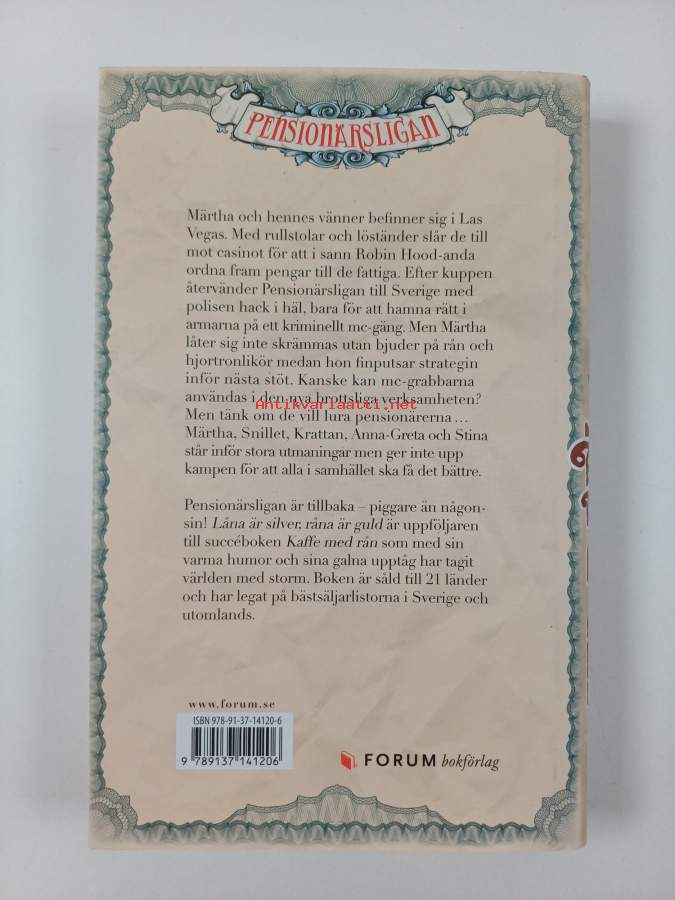 PENSIONÄRSLIGAN
Märtha och hennes vänner befinner sig i Las
Vegas. Med rullstolar och löständer slår de till
mot casinot för att i sann Robin Hood-anda
ordna fram pengar till de fattiga. Efter kuppen
återvänder Pensionärsligan till Sverige med
polisen hack i häl, bara för att hamna rätt i
armarna på ett kriminellt mc-gäng. Men Märtha
låter sig inte skrämmas utan bjuder på rån och
hjortronlikör medan hon finputsar strategin
inför nästa stöt. Kanske kan mc-grabbarna
användas i den nya brottsliga verksamheten?
Antikvariaatti.net
Men tänk om de vill lura pensionärerna ...
Märtha, Snillet, Krattan, Anna-Greta och Stina
står inför stora utmaningar men ger inte upp
kampen för att alla i samhället ska få det bättre.
Pensionärsligan är tillbaka – piggare än någon-
sin! Låna är silver, råna är guld är uppföljaren
till succéboken Kaffe med rån som med sin
varma humor och sina galna upptåg har tagit
världen med storm. Boken är såld till 21 länder
och har legat på bästsäljarlistorna i Sverige och
utomlands.
www.forum.se
ISBN 978-91-37-14120-6
9 789137 141206
FORUM bokförlag